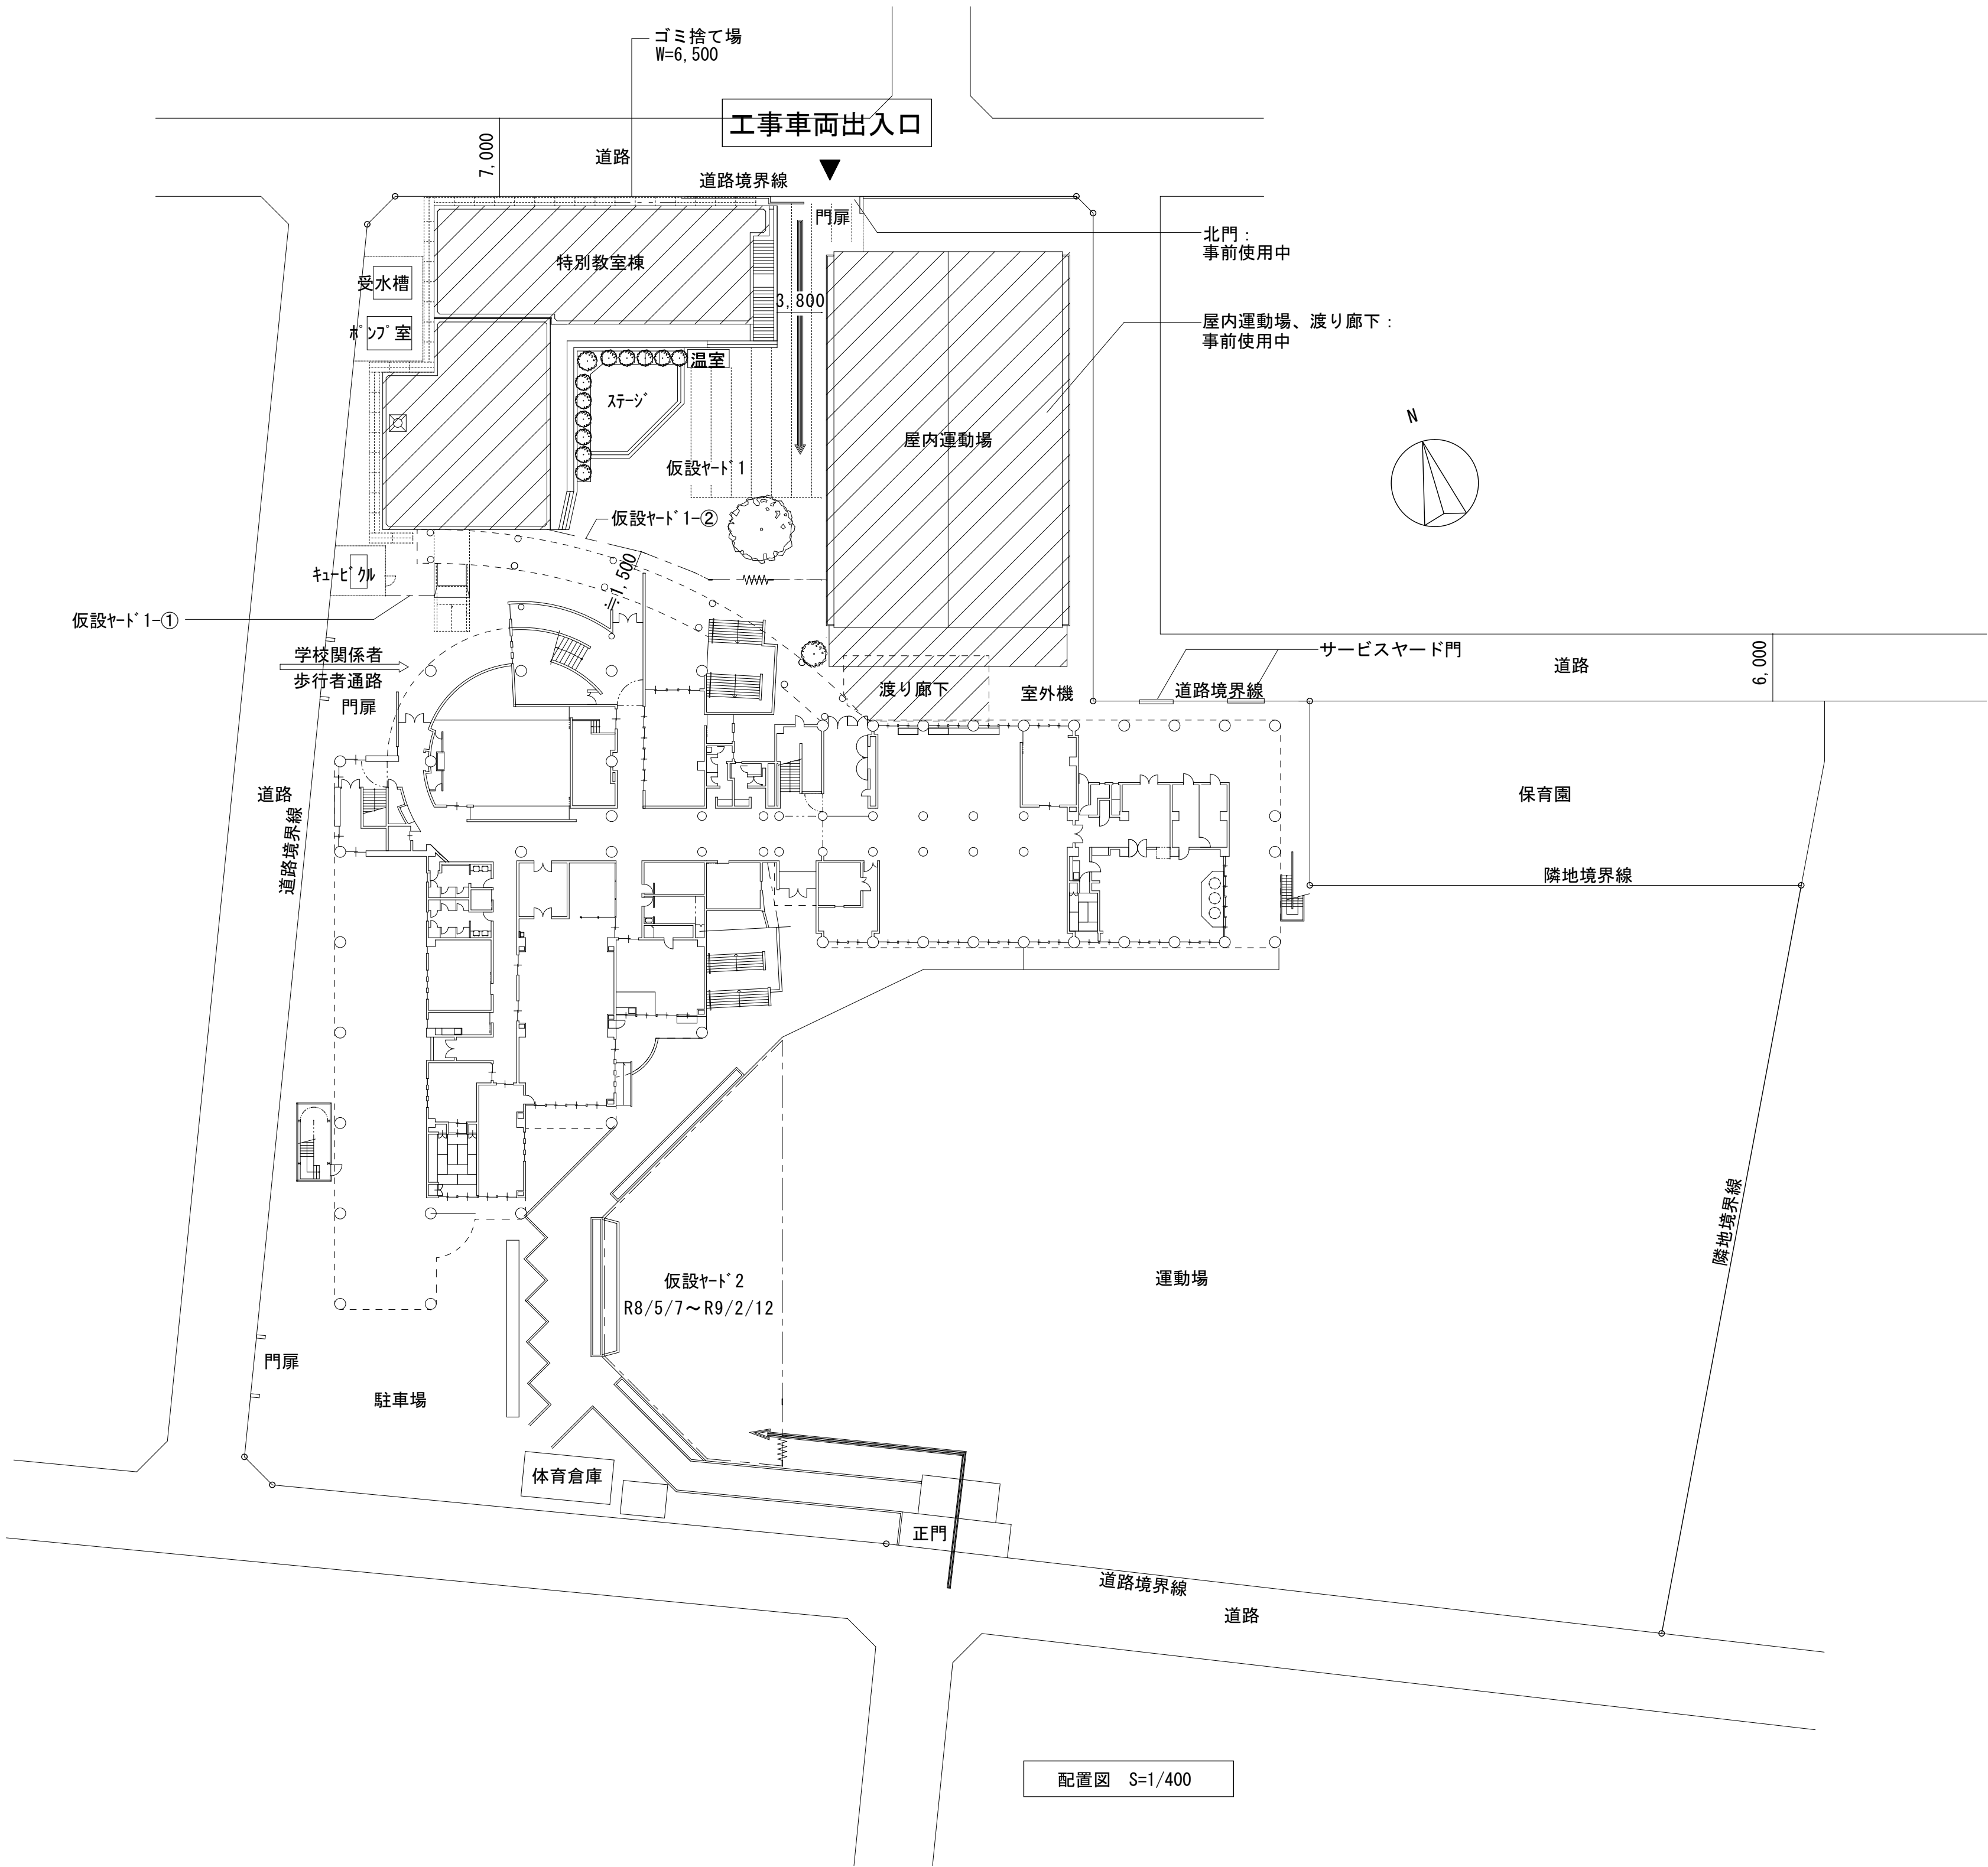 ゴミ捨て場
W=6,500
工事車両出入口
7,000
道路
道路境界線
門扉
北門：
事前使用中
特別教室棟
受水槽
3,800
ﾎﾟﾝﾌﾟ室
屋内運動場、渡り廊下：
事前使用中
温室
ｽﾃｰｼﾞ
N
屋内運動場
仮設ﾔｰﾄﾞ1
仮設ﾔｰﾄﾞ1-②
ｷｭｰﾋﾞｸﾙ
≒1,500
仮設ﾔｰﾄﾞ1-①
学校関係者
歩行者通路
門扉
サービスヤード門
道路
6,000
渡り廊下
室外機
道路境界線
道路
道路境界線
保育園
隣地境界線
隣地境界線
仮設ﾔｰﾄﾞ2
R8/5/7～R9/2/12
運動場
門扉
駐車場
体育倉庫
正門
道路境界線
道路
配置図　S=1/400